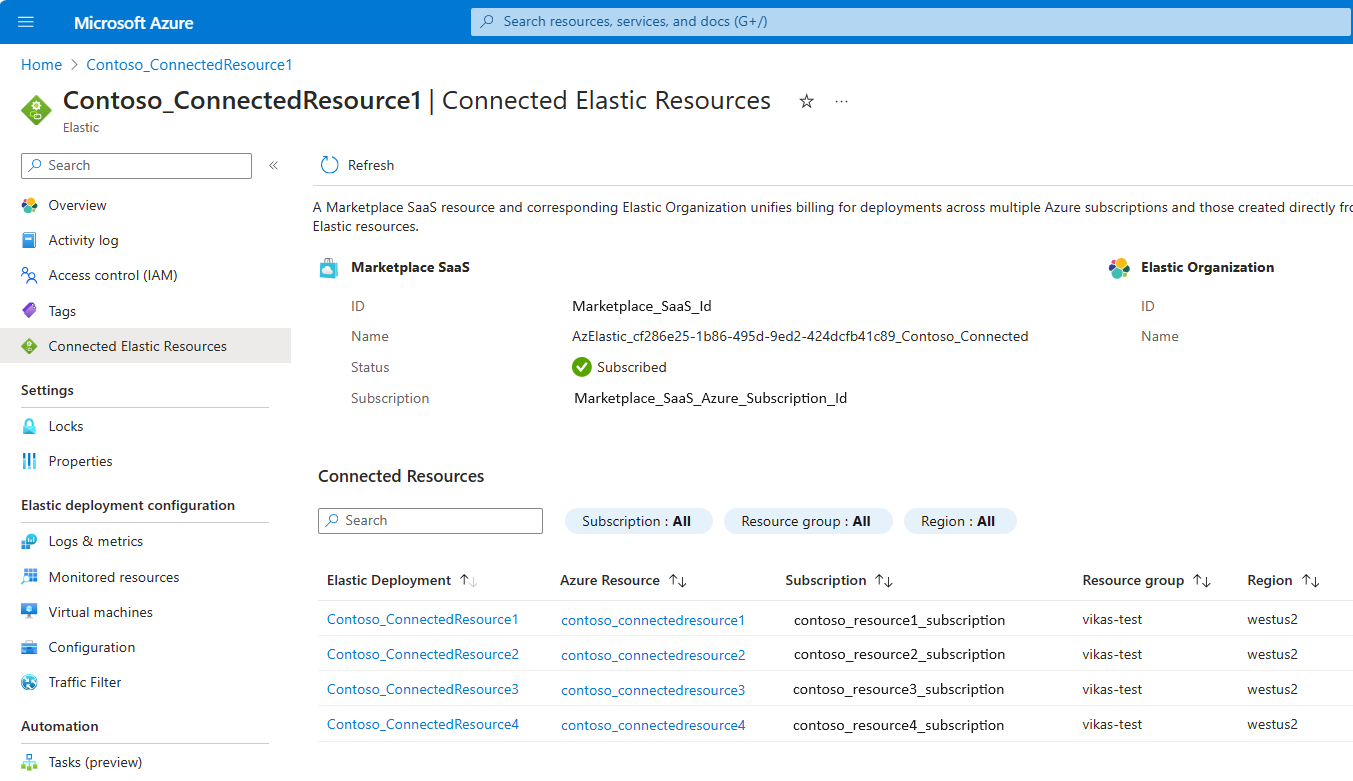 Microsoft Azure
Search resources, services, and docs (G+/)
Home > Contoso_ConnectedResource1
Contoso_ConnectedResource1 | Connected Elastic Resources
Elastic
Search
Overview
Activity log
Access control (IAM)
Tags
Connected Elastic Resources
Settings
Locks
Properties
Elastic deployment configuration
Logs & metrics
Monitored resources
Virtual machines
Configuration
Traffic Filter
Automation
Tasks (preview)
Refresh
A Marketplace SaaS resource and corresponding Elastic Organization unifies billing for deployments across multiple Azure subscriptions and those created directly
Elastic resources.
Marketplace SaaS
ID Marketplace_SaaS_Id
Name AzElastic_cf286e25-1b86-495d-9ed2-424dcfb41c89_Contoso_Connected
Status Subscribed
Subscription Marketplace_SaaS_Azure_Subscription_Id
Elastic Organization
ID
Name
Connected Resources
Search Subscription : All Resource group : All Region : All
Elastic Deployment Azure Resource Subscription Resource group Region
Contoso_ConnectedResource1 contoso_connectedresource1 contoso_resource1_subscription vikas-test westus2
Contoso_ConnectedResource2 contoso_connectedresource2 contoso_resource2_subscription vikas-test westus2
Contoso_ConnectedResource3 contoso_connectedresource3 contoso_resource3_subscription vikas-test westus2
Contoso_ConnectedResource4 contoso_connectedresource4 contoso_resource4_subscription vikas-test westus2